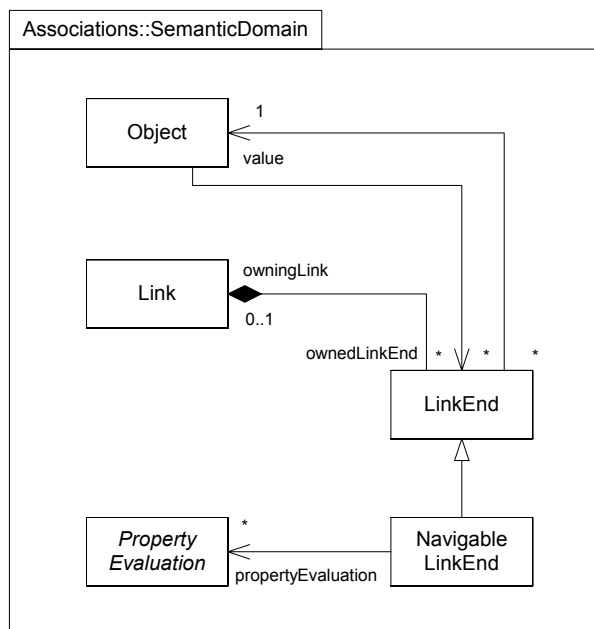 Associations::SemanticDomain
1
Object
value
owningLink
Link
0..1
ownedLinkEnd * * *
LinkEnd
*
Property
Evaluation
Navigable
LinkEnd
propertyEvaluation